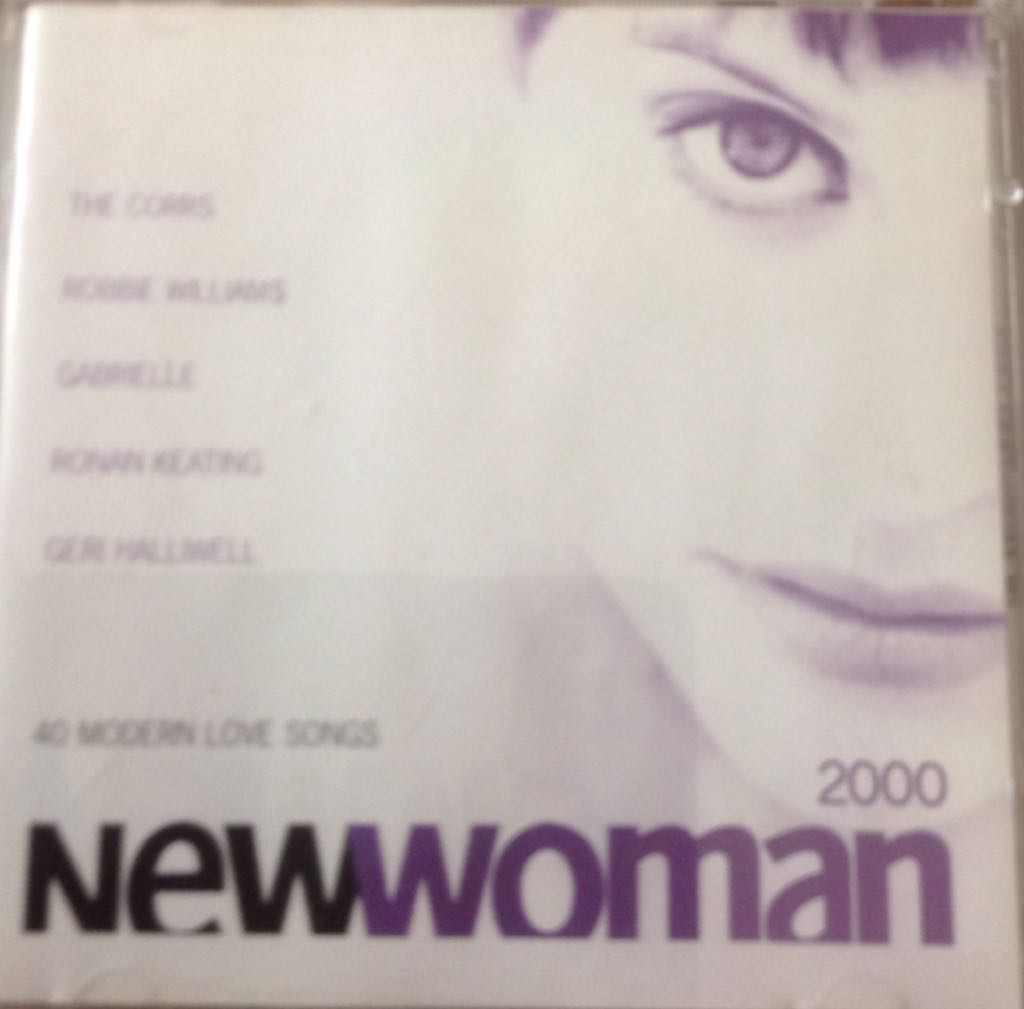 THE CORRS
ROBBIE WILLIAMS
GABRIELLE
RONAN KEATING
GERI HALLIWELL
40 MODERN LOVE SONGS
2000
NEWWOMAN